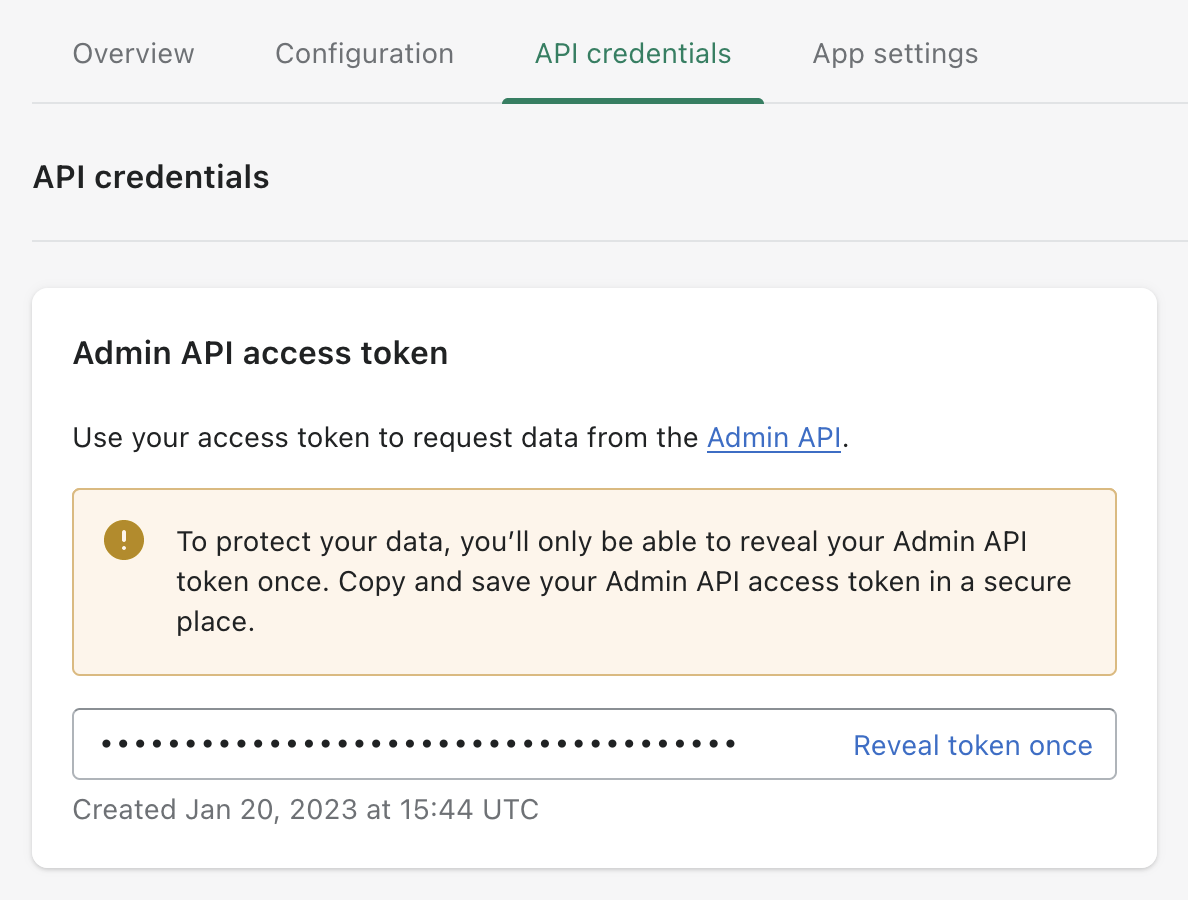 Overview Configuration API credentials App settings
API credentials
Admin API access token
Use your access token to request data from the Admin API.
To protect your data, you’ll only be able to reveal your Admin API
token once. Copy and save your Admin API access token in a secure
place.
•••••••••••••••••••••••••••••••••••••• Reveal token once
Created Jan 20, 2023 at 15:44 UTC